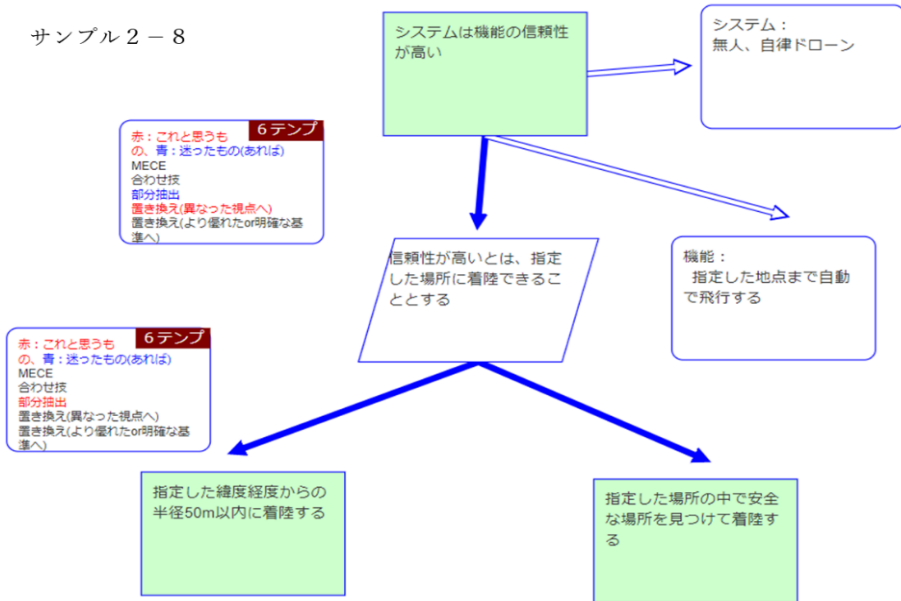 サンプル２－８
システムは機能の信頼性
が高い
システム：
無人、自律ドローン
６テンプ
赤：これと思うも
の、青：迷ったもの(あれば)
MECE
合わせ技
部分抽出
置き換え(異なった視点へ)
置き換え(より優れたor明確な基
準へ)
信頼性が高いとは、指定
した場所に着陸できるこ
ととする
機能：
指定した地点まで自動
で飛行する
６テンプ
赤：これと思うも
の、青：迷ったもの(あれば)
MECE
合わせ技
部分抽出
置き換え(異なった視点へ)
置き換え(より優れたor明確な基
準へ)
指定した緯度経度からの
半径50m以内に着陸する
指定した場所の中で安全
な場所を見つけて着陸す
る